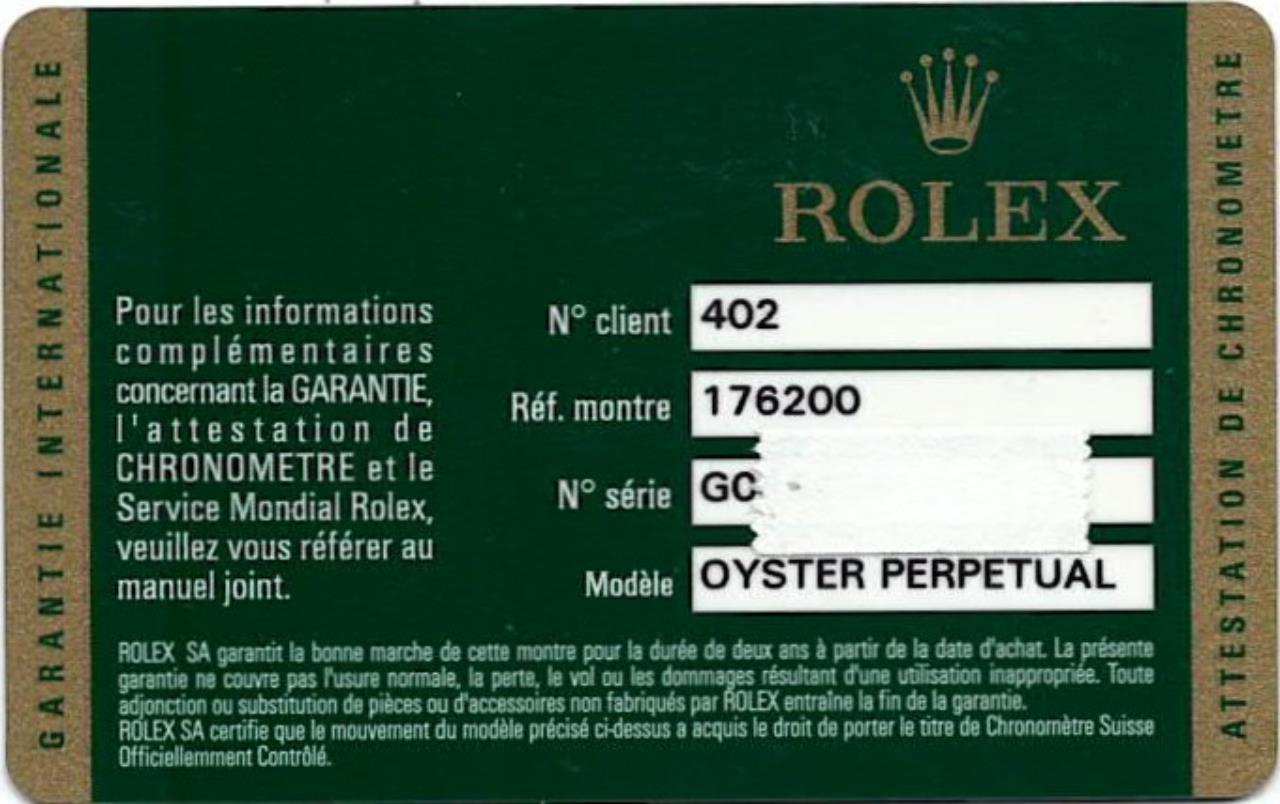 GARANTIE INTERNATIONALE
ROLEX
Pour les informations
complémentaires
concernant la GARANTIE,
l'attestation de
CHRONOMETRE et le
Service Mondial Rolex,
veuillez vous référer au
manuel joint.
N° client 402
Réf. montre 176200
N° série GC
Modèle OYSTER PERPETUAL
ROLEX SA garantit la bonne marche de cette montre pour la durée de deux ans à partir de la date d'achat. La présente
garantie ne couvre pas l'usure normale, la perte, le vol ou les dommages résultant d'une utilisation inappropriée. Toute
adjonction ou substitution de pièces ou d'accessoires non fabriqués par ROLEX entraîne la fin de la garantie.
ROLEX SA certifie que le mouvement du modèle précisé ci-dessus a acquis le droit de porter le titre de Chronomètre Suisse
Officiellemment Contrôlé.
ATTESTATION DE CHRONOMETRE